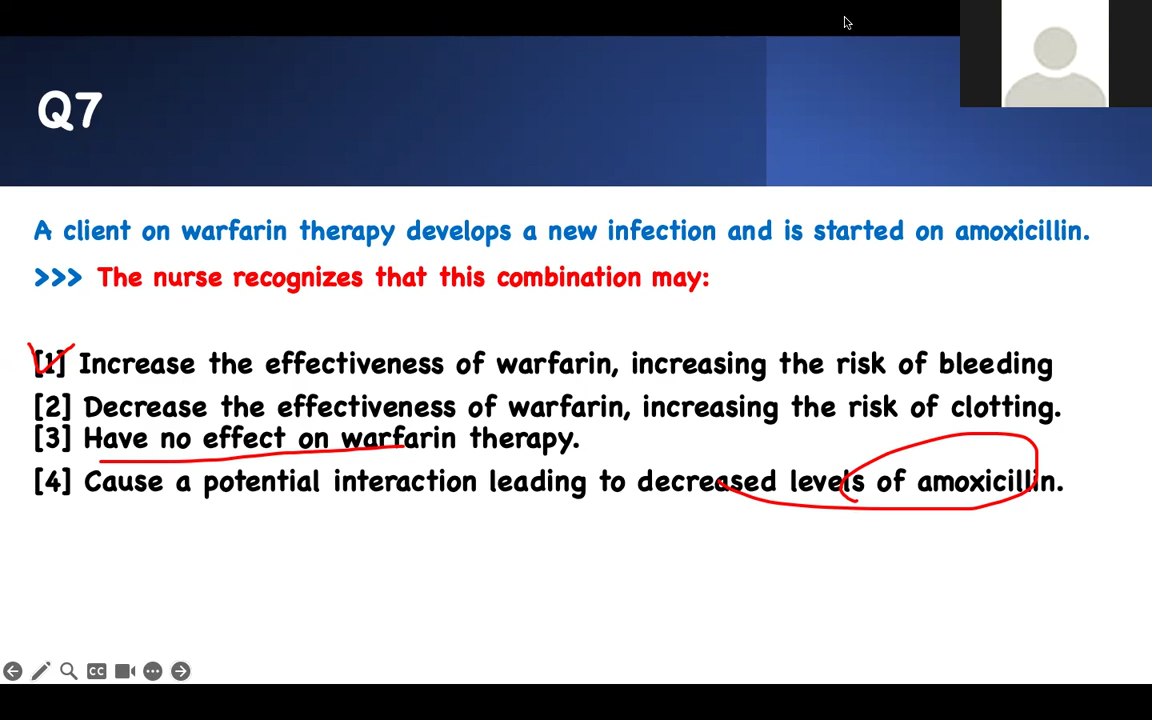 Q7
A client on warfarin therapy develops a new infection and is started on amoxicillin.
>>> The nurse recognizes that this combination may:
[1] Increase the effectiveness of warfarin, increasing the risk of bleeding
[2] Decrease the effectiveness of warfarin, increasing the risk of clotting.
[3] Have no effect on warfarin therapy.
[4] Cause a potential interaction leading to decreased levels of amoxicillin.
CC